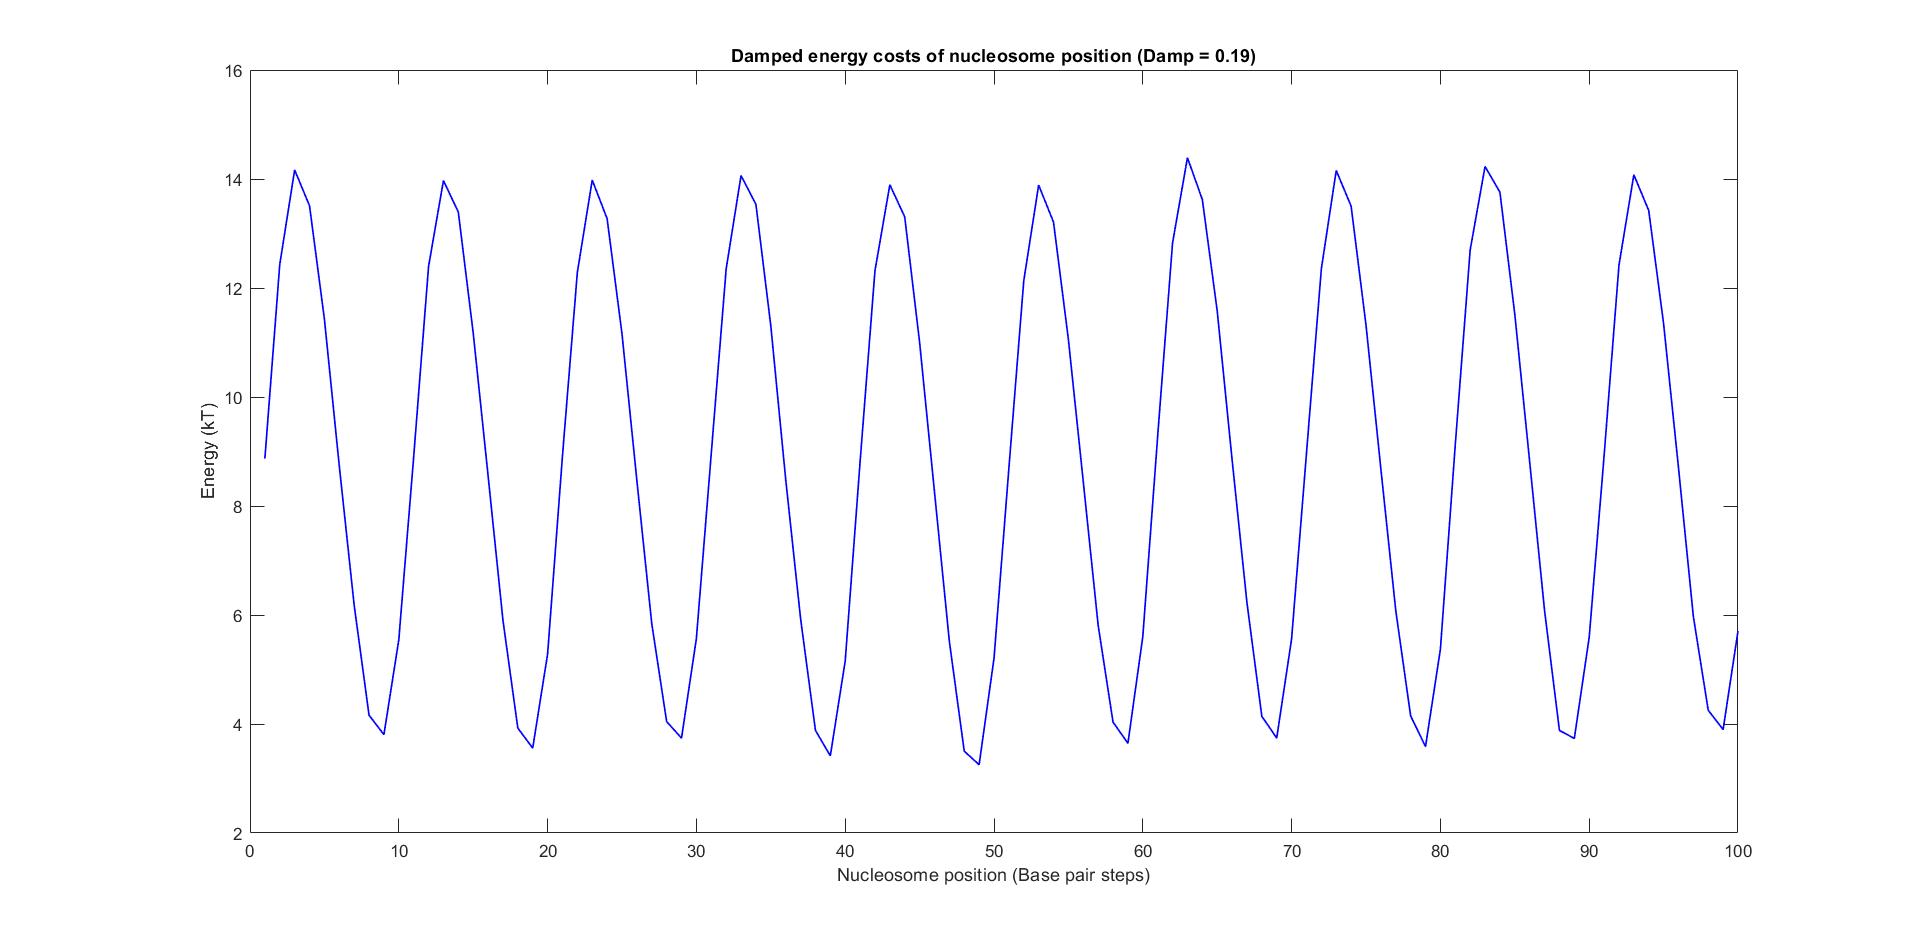 Damped energy costs of nucleosome position (Damp = 0.19)
16
14
12
10
8
6
4
2
Energy (kT)
0 10 20 30 40 50 60 70 80 90 100
Nucleosome position (Base pair steps)